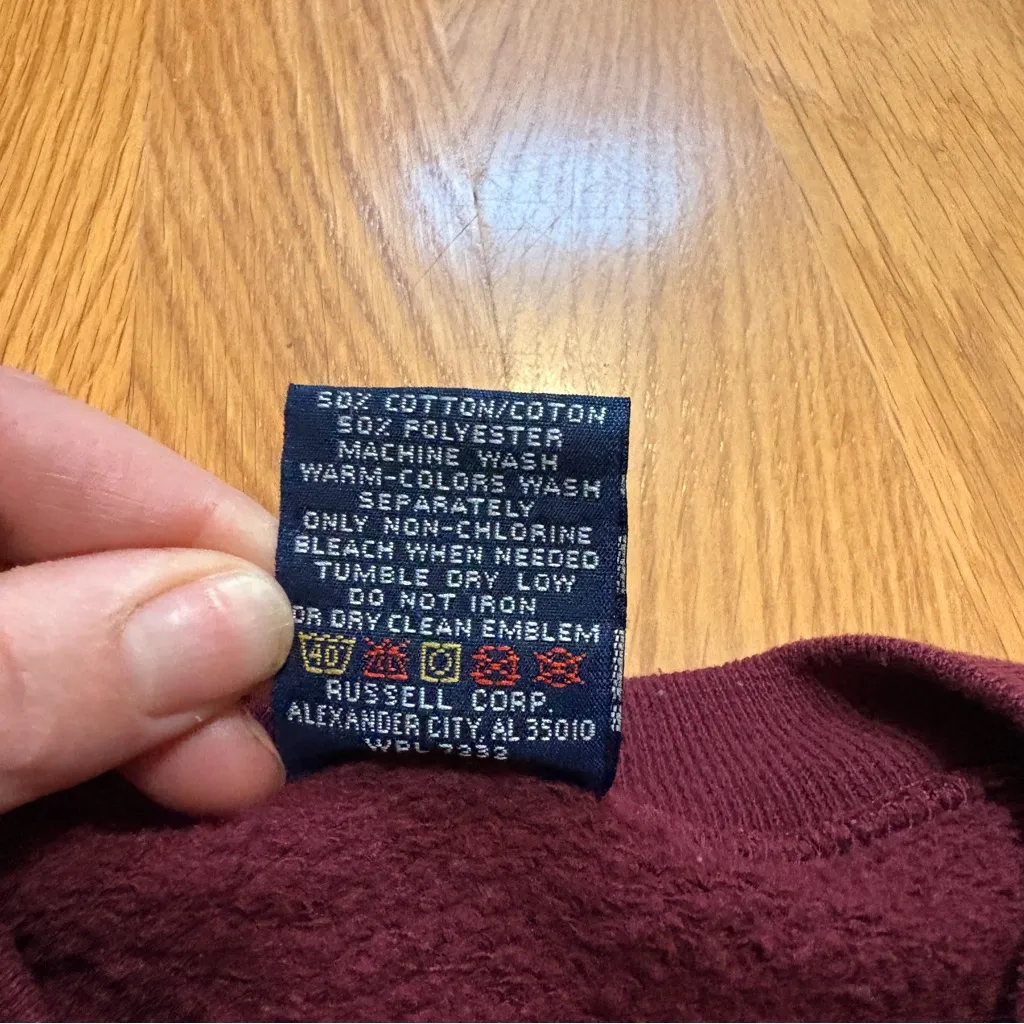 50% COTTON/COTON
50% POLYESTER
MACHINE WASH
WARM-COLORS WASH
SEPARATELY
ONLY NON-CHLORINE
BLEACH WHEN NEEDED
TUMBLE DRY LOW
DO NOT IRON
OR DRY CLEAN EMBLEM
40
RUSSELL CORP.
ALEXANDER CITY, AL 35010
WPL